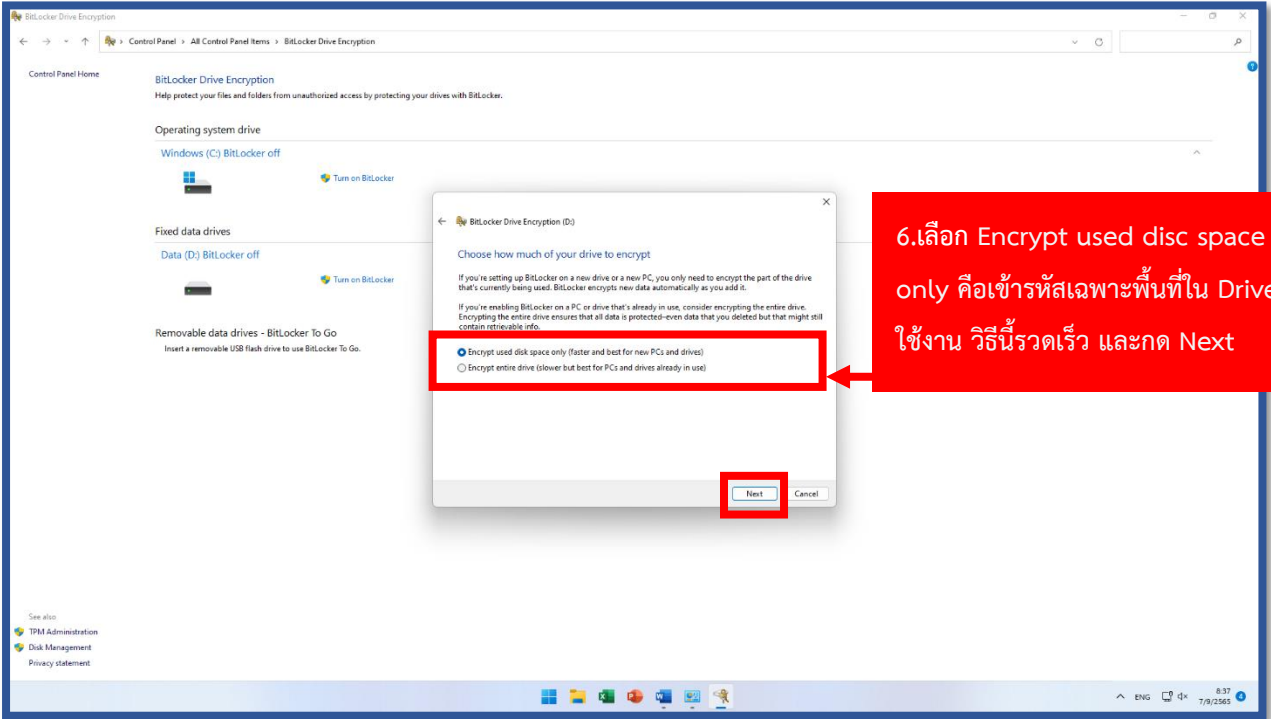 BitLocker Drive Encryption
Control Panel > All Control Panel Items > BitLocker Drive Encryption
Control Panel Home
BitLocker Drive Encryption
Help protect your files and folders from unauthorized access by protecting your drives with BitLocker.
Operating system drive
Windows (C:) BitLocker off
Turn on BitLocker
Fixed data drives
Data (D:) BitLocker off
Turn on BitLocker
Removable data drives - BitLocker To Go
Insert a removable USB flash drive to use BitLocker To Go.
BitLocker Drive Encryption (D:)
Choose how much of your drive to encrypt
If you're setting up BitLocker on a new drive or a new PC, you only need to encrypt the part of the drive
that's currently being used. BitLocker encrypts new data automatically as you add it.
If you're enabling BitLocker on a PC or drive that's already in use, consider encrypting the entire drive.
Encrypting the entire drive ensures that all data is protected–even data that you deleted but that might still
contain retrievable info.
Encrypt used disk space only (faster and best for new PCs and drives)
Encrypt entire drive (slower but best for PCs and drives already in use)
Next
Cancel
6.เลือก Encrypt used disc space
only คือเข้ารหัสเฉพาะพื้นที่ใน Drive
ใช้งาน วิธีนี้รวดเร็ว และกด Next
See also
TPM Administration
Disk Management
Privacy statement
ENG
8:37
7/9/2565
4